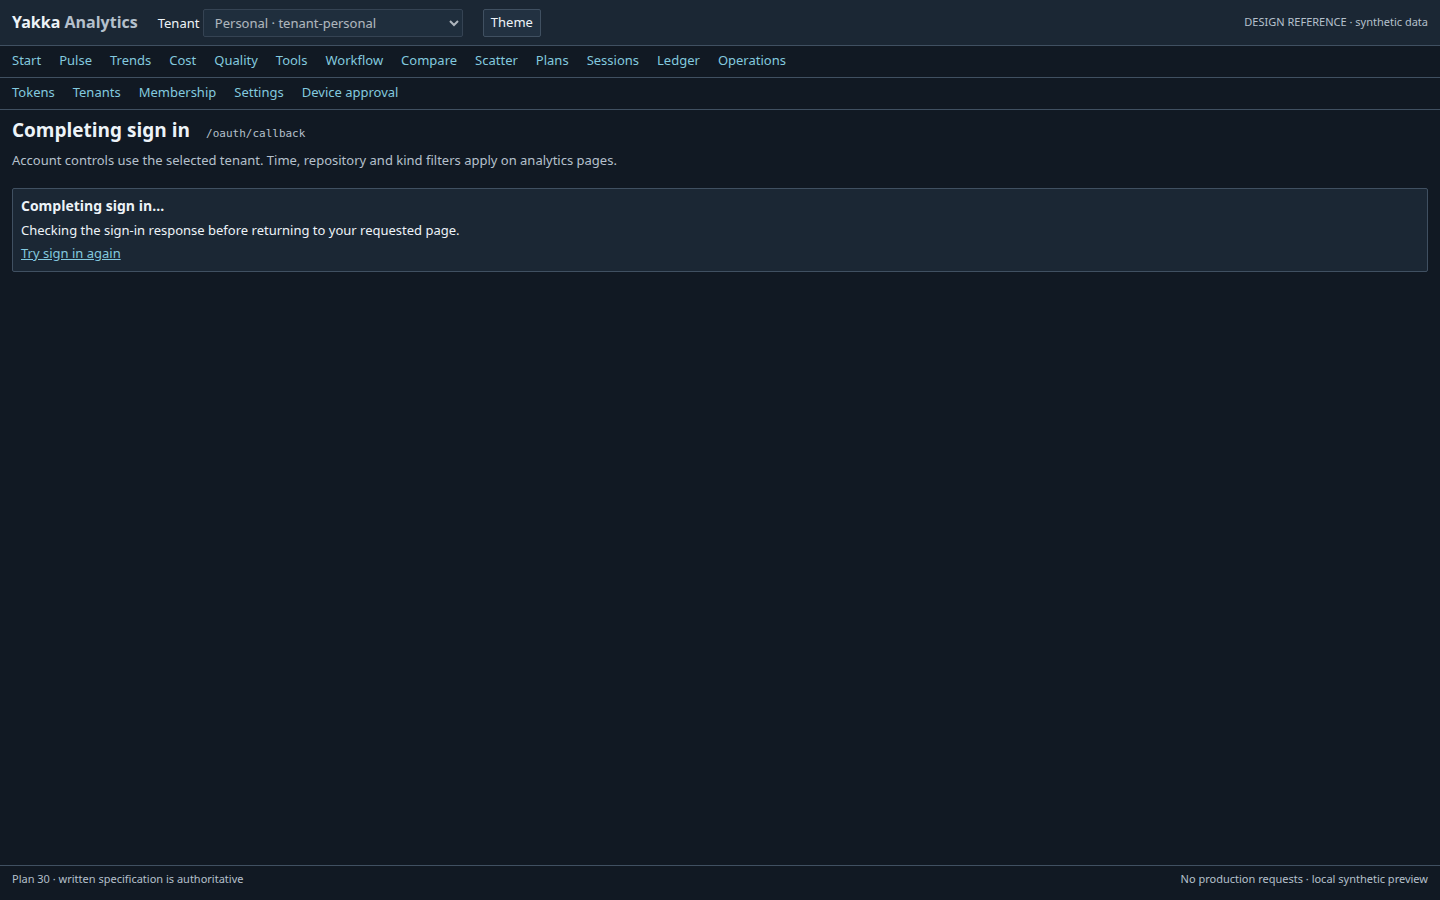 Yakka Analytics Tenant Personal · tenant-personal Theme DESIGN REFERENCE · synthetic data
Start Pulse Trends Cost Quality Tools Workflow Compare Scatter Plans Sessions Ledger Operations
Tokens Tenants Membership Settings Device approval
Completing sign in /oauth/callback
Account controls use the selected tenant. Time, repository and kind filters apply on analytics pages.
Completing sign in…
Checking the sign-in response before returning to your requested page.
Try sign in again
Plan 30 · written specification is authoritative No production requests · local synthetic preview